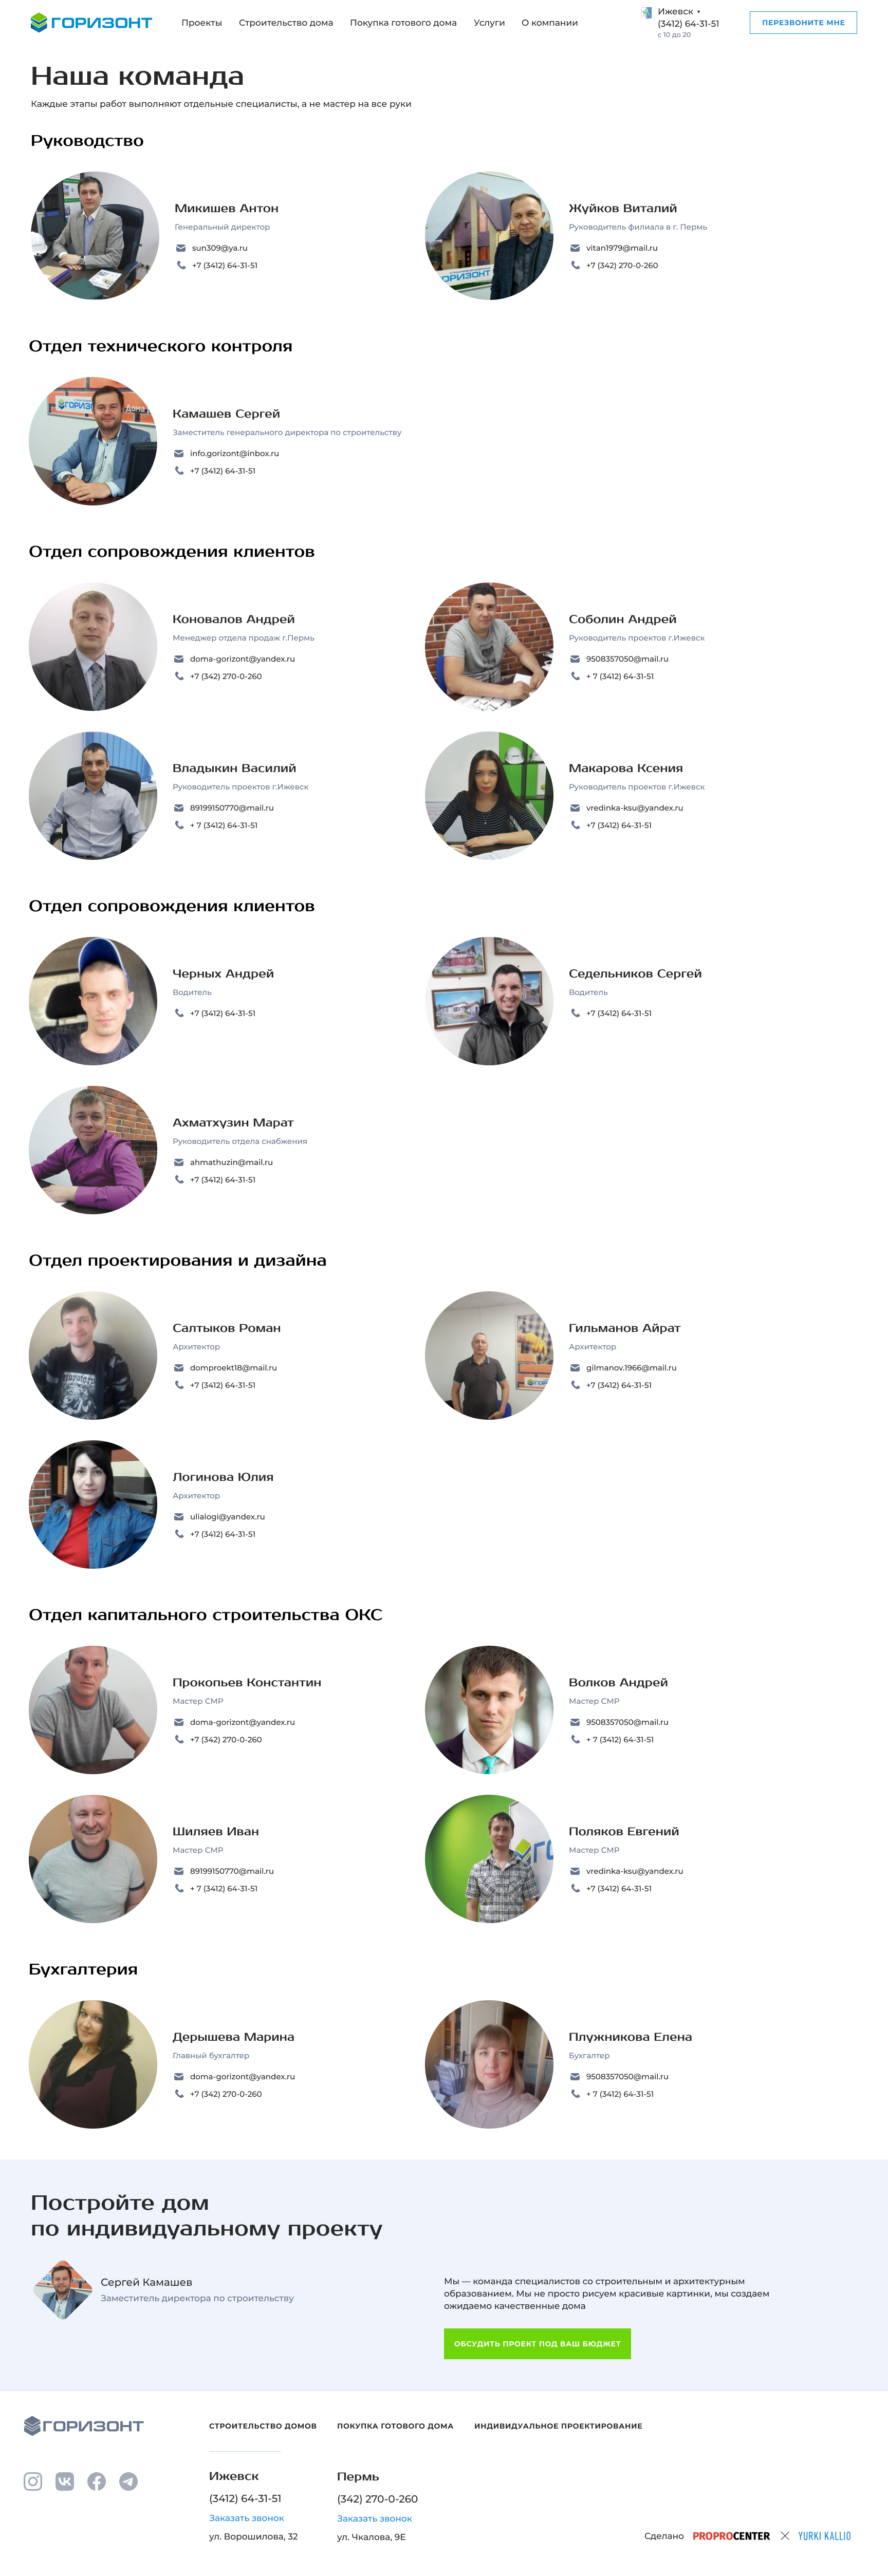 ГОРИЗОНТ
Проекты
Строительство дома
Покупка готового дома
Услуги
О компании
Ижевск
(3412) 64-31-51
с 10 до 20
ПЕРЕЗВОНИТЕ МНЕ
Наша команда
Каждые этапы работ выполняют отдельные специалисты, а не мастер на все руки
Руководство
Микишев Антон
Генеральный директор
sun309@ya.ru
+7 (3412) 64-31-51
ГОРИЗОНТ
Жуйков Виталий
Руководитель филиала в г. Пермь
vitan1979@mail.ru
+7 (342) 270-0-260
Отдел технического контроля
Дома
Камашев Сергей
Заместитель генерального директора по строительству
info.gorizont@inbox.ru
+7 (3412) 64-31-51
Отдел сопровождения клиентов
Коновалов Андрей
Менеджер отдела продаж г.Пермь
doma-gorizont@yandex.ru
+7 (342) 270-0-260
Соболин Андрей
Руководитель проектов г.Ижевск
9508357050@mail.ru
+ 7 (3412) 64-31-51
Владыкин Василий
Руководитель проектов г.Ижевск
89199150770@mail.ru
+ 7 (3412) 64-31-51
Макарова Ксения
Руководитель проектов г.Ижевск
vredinka-ksu@yandex.ru
+7 (3412) 64-31-51
Отдел сопровождения клиентов
Черных Андрей
Водитель
+7 (3412) 64-31-51
Седельников Сергей
Водитель
+7 (3412) 64-31-51
Ахматхузин Марат
Руководитель отдела снабжения
ahmathuzin@mail.ru
+7 (3412) 64-31-51
Отдел проектирования и дизайна
Салтыков Роман
Архитектор
domproekt18@mail.ru
+7 (3412) 64-31-51
Гильманов Айрат
Архитектор
gilmanov.1966@mail.ru
+7 (3412) 64-31-51
Логинова Юлия
Архитектор
ulialogi@yandex.ru
+7 (3412) 64-31-51
Отдел капитального строительства ОКС
Прокопьев Константин
Мастер СМР
doma-gorizont@yandex.ru
+7 (342) 270-0-260
Волков Андрей
Мастер СМР
9508357050@mail.ru
+ 7 (3412) 64-31-51
Шиляев Иван
Мастер СМР
89199150770@mail.ru
+ 7 (3412) 64-31-51
Поляков Евгений
Мастер СМР
vredinka-ksu@yandex.ru
+7 (3412) 64-31-51
Бухгалтерия
Дерышева Марина
Главный бухгалтер
doma-gorizont@yandex.ru
+7 (342) 270-0-260
Плужникова Елена
Бухгалтер
9508357050@mail.ru
+ 7 (3412) 64-31-51
Постройте дом
по индивидуальному проекту
Сергей Камашев
Заместитель директора по строительству
Мы — команда специалистов со строительным и архитектурным
образованием. Мы не просто рисуем красивые картинки, мы создаем
ожидаемо качественные дома
ОБСУДИТЬ ПРОЕКТ ПОД ВАШ БЮДЖЕТ
ГОРИЗОНТ
СТРОИТЕЛЬСТВО ДОМОВ
ПОКУПКА ГОТОВОГО ДОМА
ИНДИВИДУАЛЬНОЕ ПРОЕКТИРОВАНИЕ
Ижевск
(3412) 64-31-51
Заказать звонок
ул. Ворошилова, 32
Пермь
(342) 270-0-260
Заказать звонок
ул. Чкалова, 9Е
Сделано PROPROCENTER YURKI KALLIO